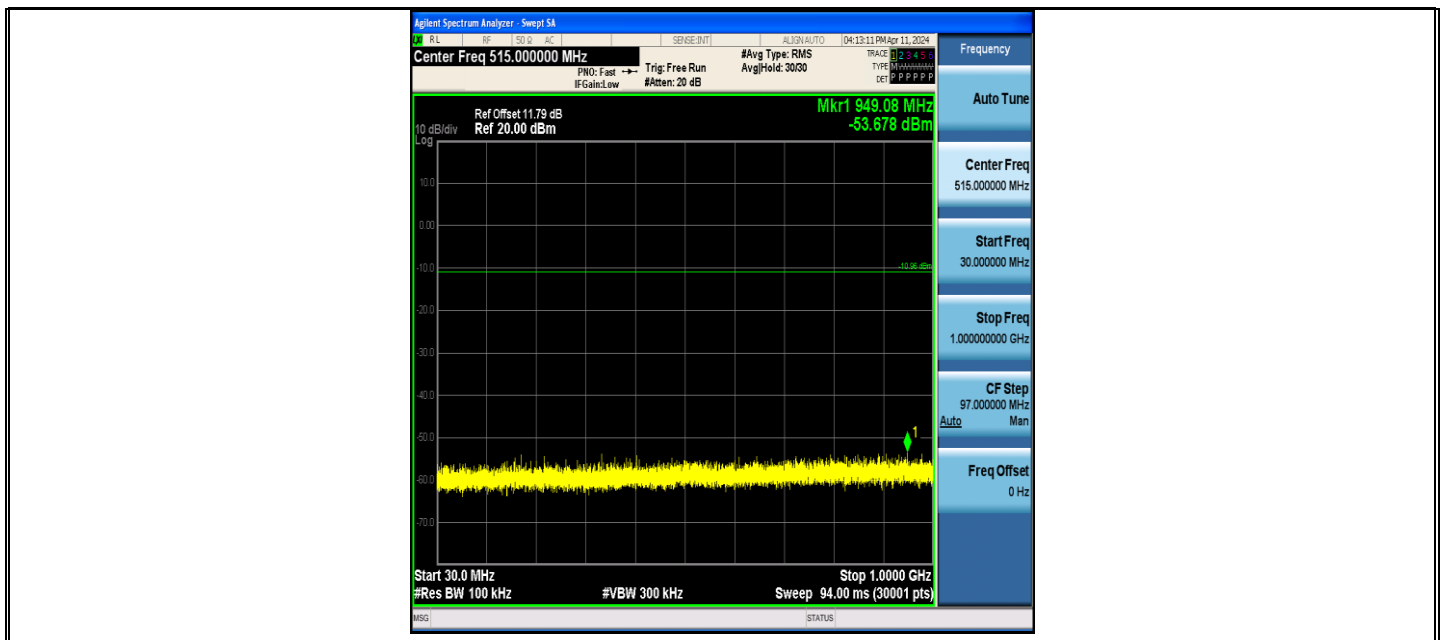 Agilent Spectrum Analyzer - Swept SA
RL RF 50 Ω AC SENSE:INT ALIGN AUTO 04:13:11 PM Apr 11, 2024
Center Freq 515.000000 MHz
PNO: Fast
IFGain:Low
Trig: Free Run
#Atten: 20 dB
#Avg Type: RMS
Avg|Hold: 30/30
TRACE 1 2 3 4 5 6
TYPE M
DET P P P P P P
Mkr1 949.08 MHz
-53.678 dBm
Ref Offset 11.79 dB
10 dB/div Ref 20.00 dBm
Log
10.0
0.00
-10.0
-10.96 dBm
-20.0
-30.0
-40.0
-50.0
1
-60.0
-70.0
Start 30.0 MHz Stop 1.0000 GHz
#Res BW 100 kHz #VBW 300 kHz Sweep 94.00 ms (30001 pts)
MSG STATUS
Frequency
Auto Tune
Center Freq
515.000000 MHz
Start Freq
30.000000 MHz
Stop Freq
1.000000000 GHz
CF Step
97.000000 MHz
Auto Man
Freq Offset
0 Hz